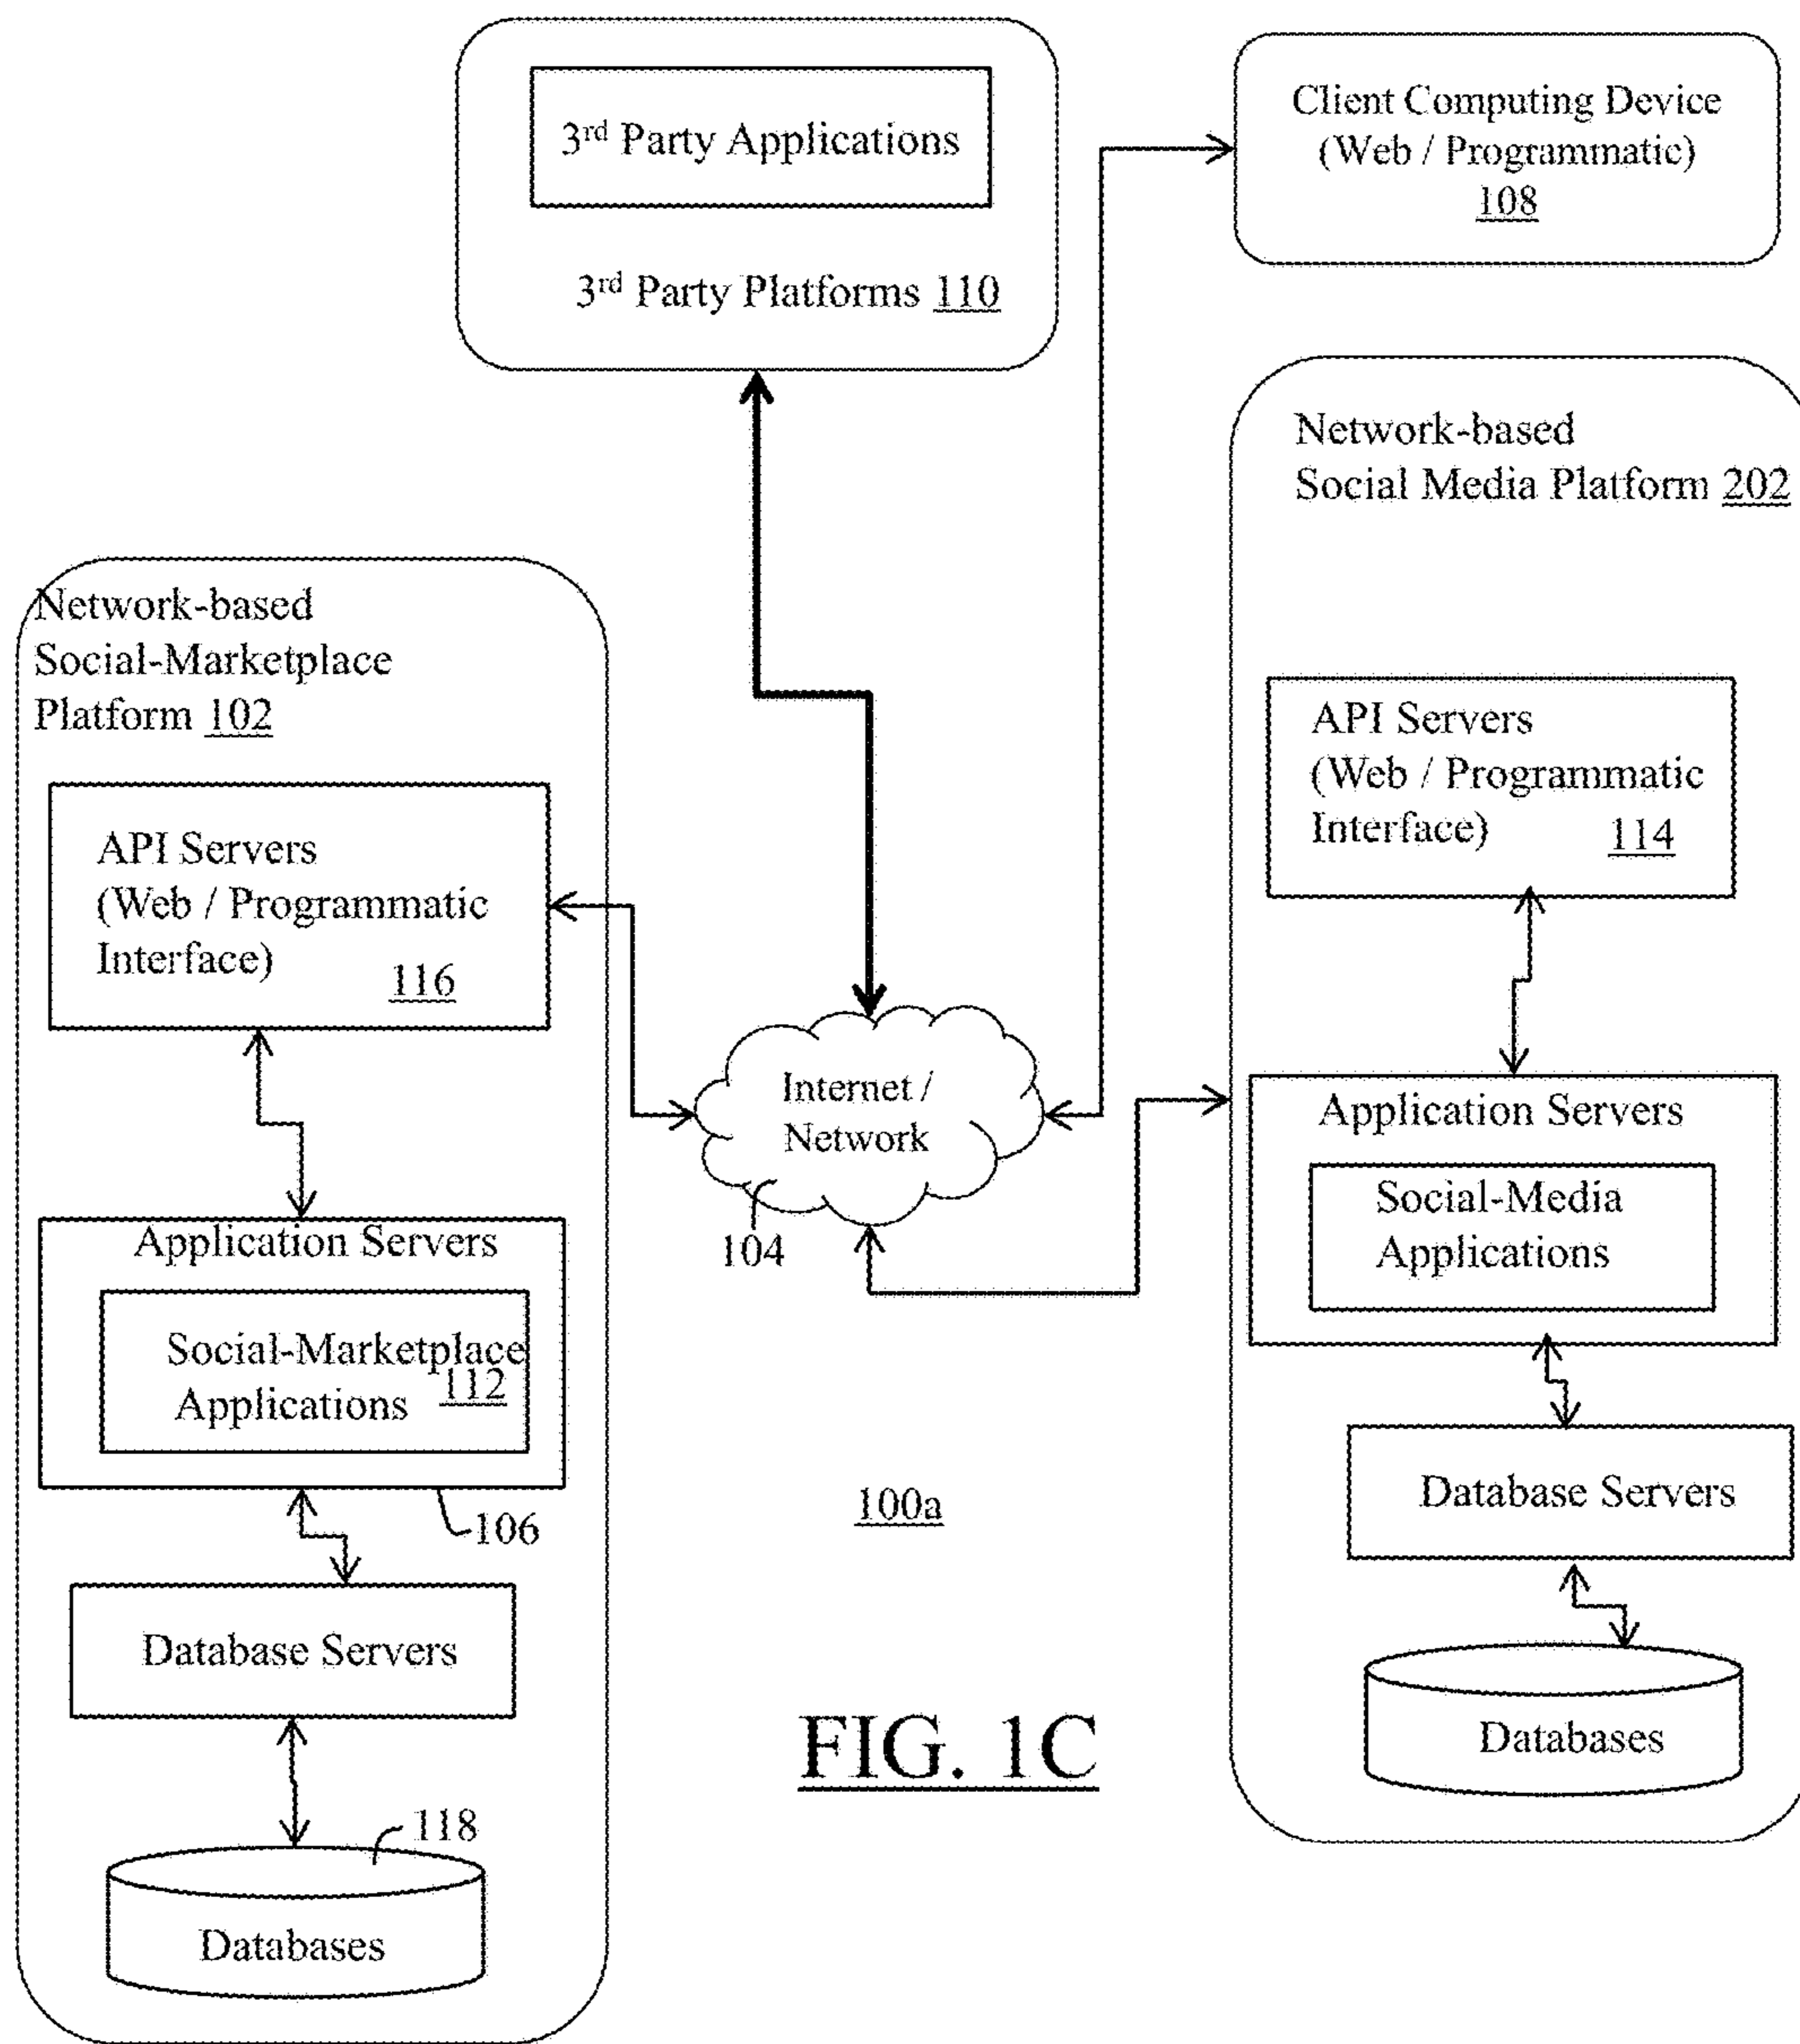 3rd Party Applications
3rd Party Platforms 110
Client Computing Device
(Web / Programmatic)
108
Network-based
Social Media Platform 202
API Servers
(Web / Programmatic
Interface)
114
Application Servers
Social-Media
Applications
Database Servers
Databases
Network-based
Social-Marketplace
Platform 102
API Servers
(Web / Programmatic
Interface)
116
Application Servers
Social-Marketplace
Applications
112
106
Database Servers
118
Databases
Internet /
Network
104
100a
FIG. 1C